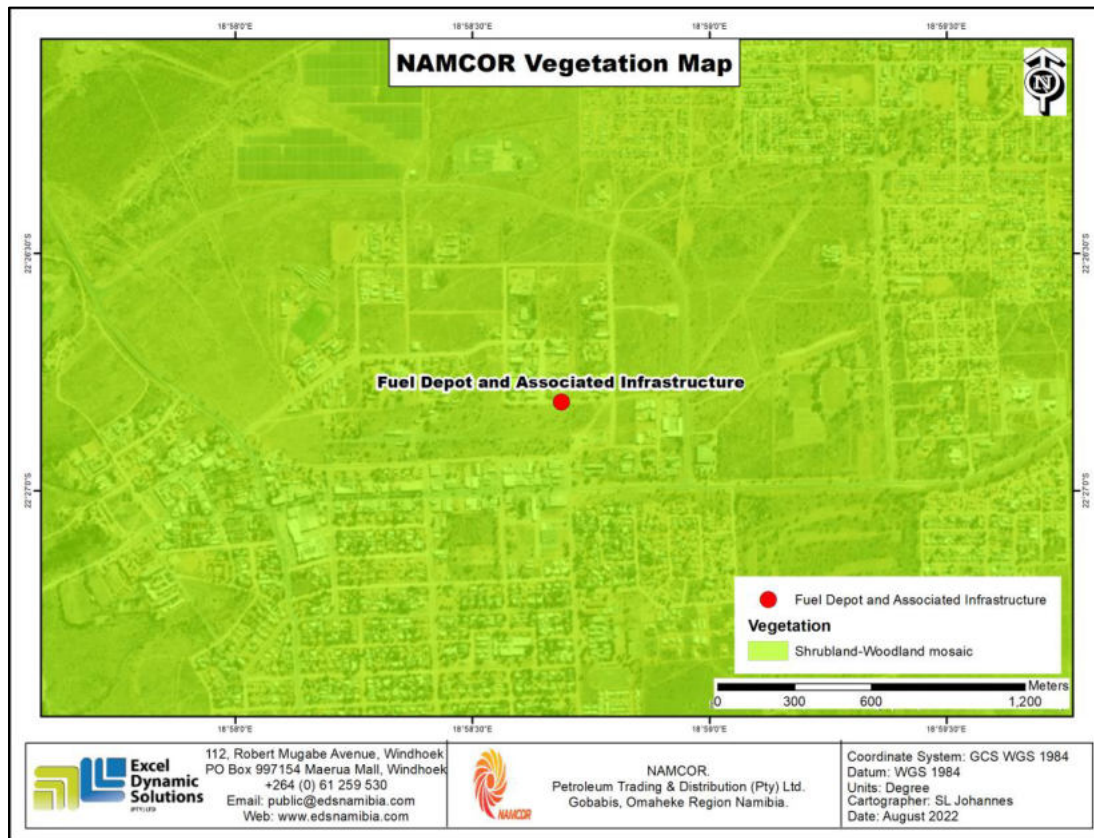 18°58'0"E
18°58'30"E
18°59'0"E
18°59'30"E
NAMCOR Vegetation Map
N
22°26'30"S
22°26'30"S
Fuel Depot and Associated Infrastructure
22°27'0"S
22°27'0"S
Fuel Depot and Associated Infrastructure
Vegetation
Shrubland-Woodland mosaic
Meters
0 300 600 1,200
18°58'0"E
18°58'30"E
18°59'0"E
18°59'30"E
Excel
Dynamic
Solutions
(PTY) LTD
112, Robert Mugabe Avenue, Windhoek
PO Box 997154 Maerua Mall, Windhoek
+264 (0) 61 259 530
Email: public@edsnamibia.com
Web: www.edsnamibia.com
NAMCOR
NAMCOR.
Petroleum Trading & Distribution (Pty) Ltd.
Gobabis, Omaheke Region Namibia.
Coordinate System: GCS WGS 1984
Datum: WGS 1984
Units: Degree
Cartographer: SL Johannes
Date: August 2022